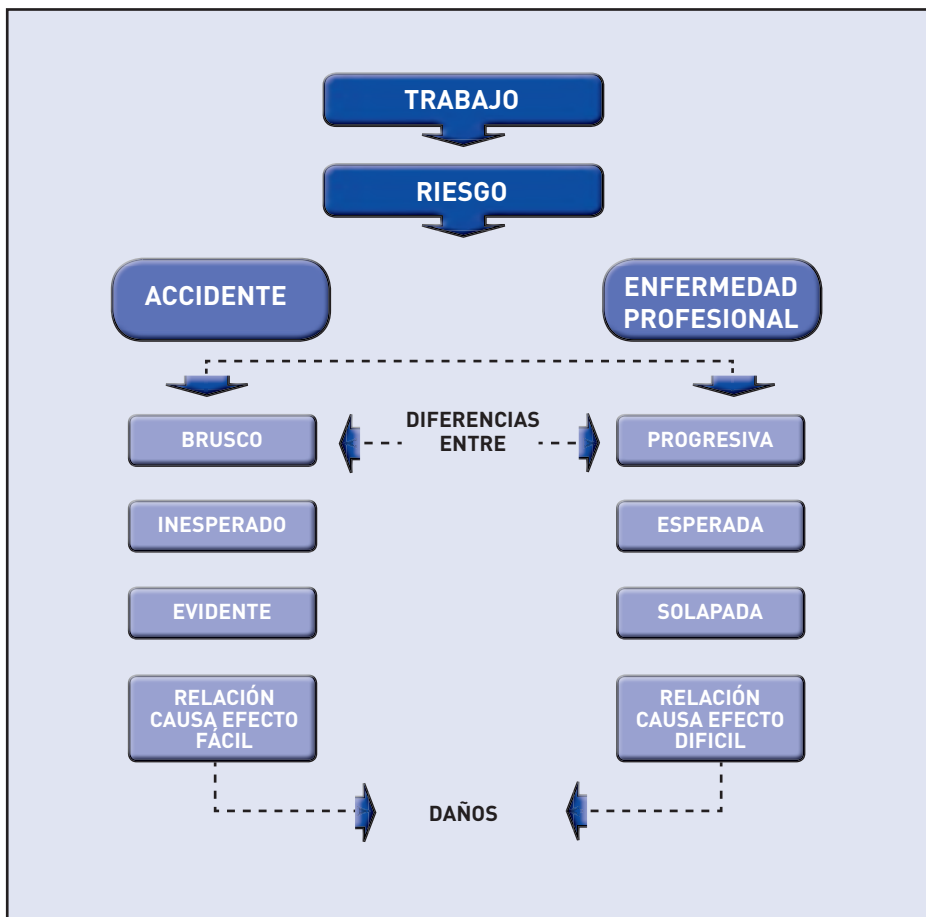 TRABAJO
RIESGO
ACCIDENTE
ENFERMEDAD
PROFESIONAL
DIFERENCIAS
ENTRE
BRUSCO
PROGRESIVA
INESPERADO
ESPERADA
EVIDENTE
SOLAPADA
RELACIÓN
CAUSA EFECTO
FÁCIL
RELACIÓN
CAUSA EFECTO
DIFICIL
DAÑOS